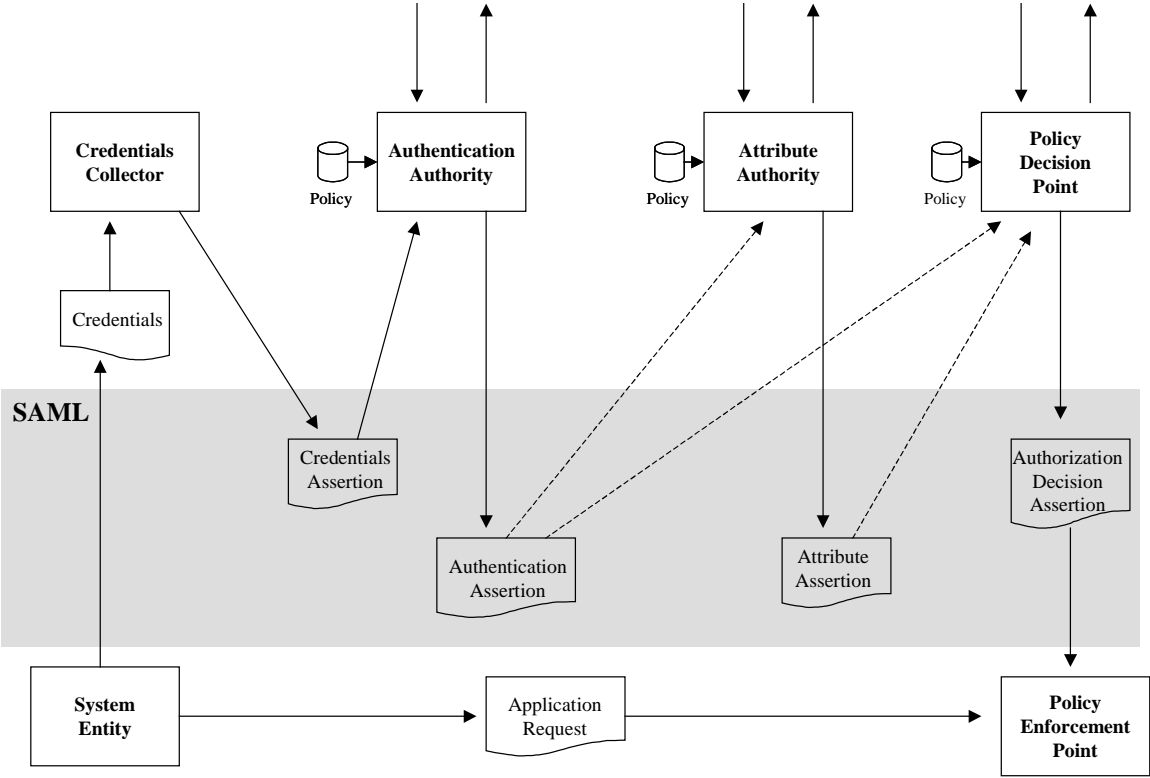 Credentials
Collector
Authentication
Authority
Attribute
Authority
Policy
Decision
Point
Policy
Policy
Policy
Credentials
SAML
Credentials
Assertion
Authorization
Decision
Assertion
Authentication
Assertion
Attribute
Assertion
System
Entity
Application
Request
Policy
Enforcement
Point